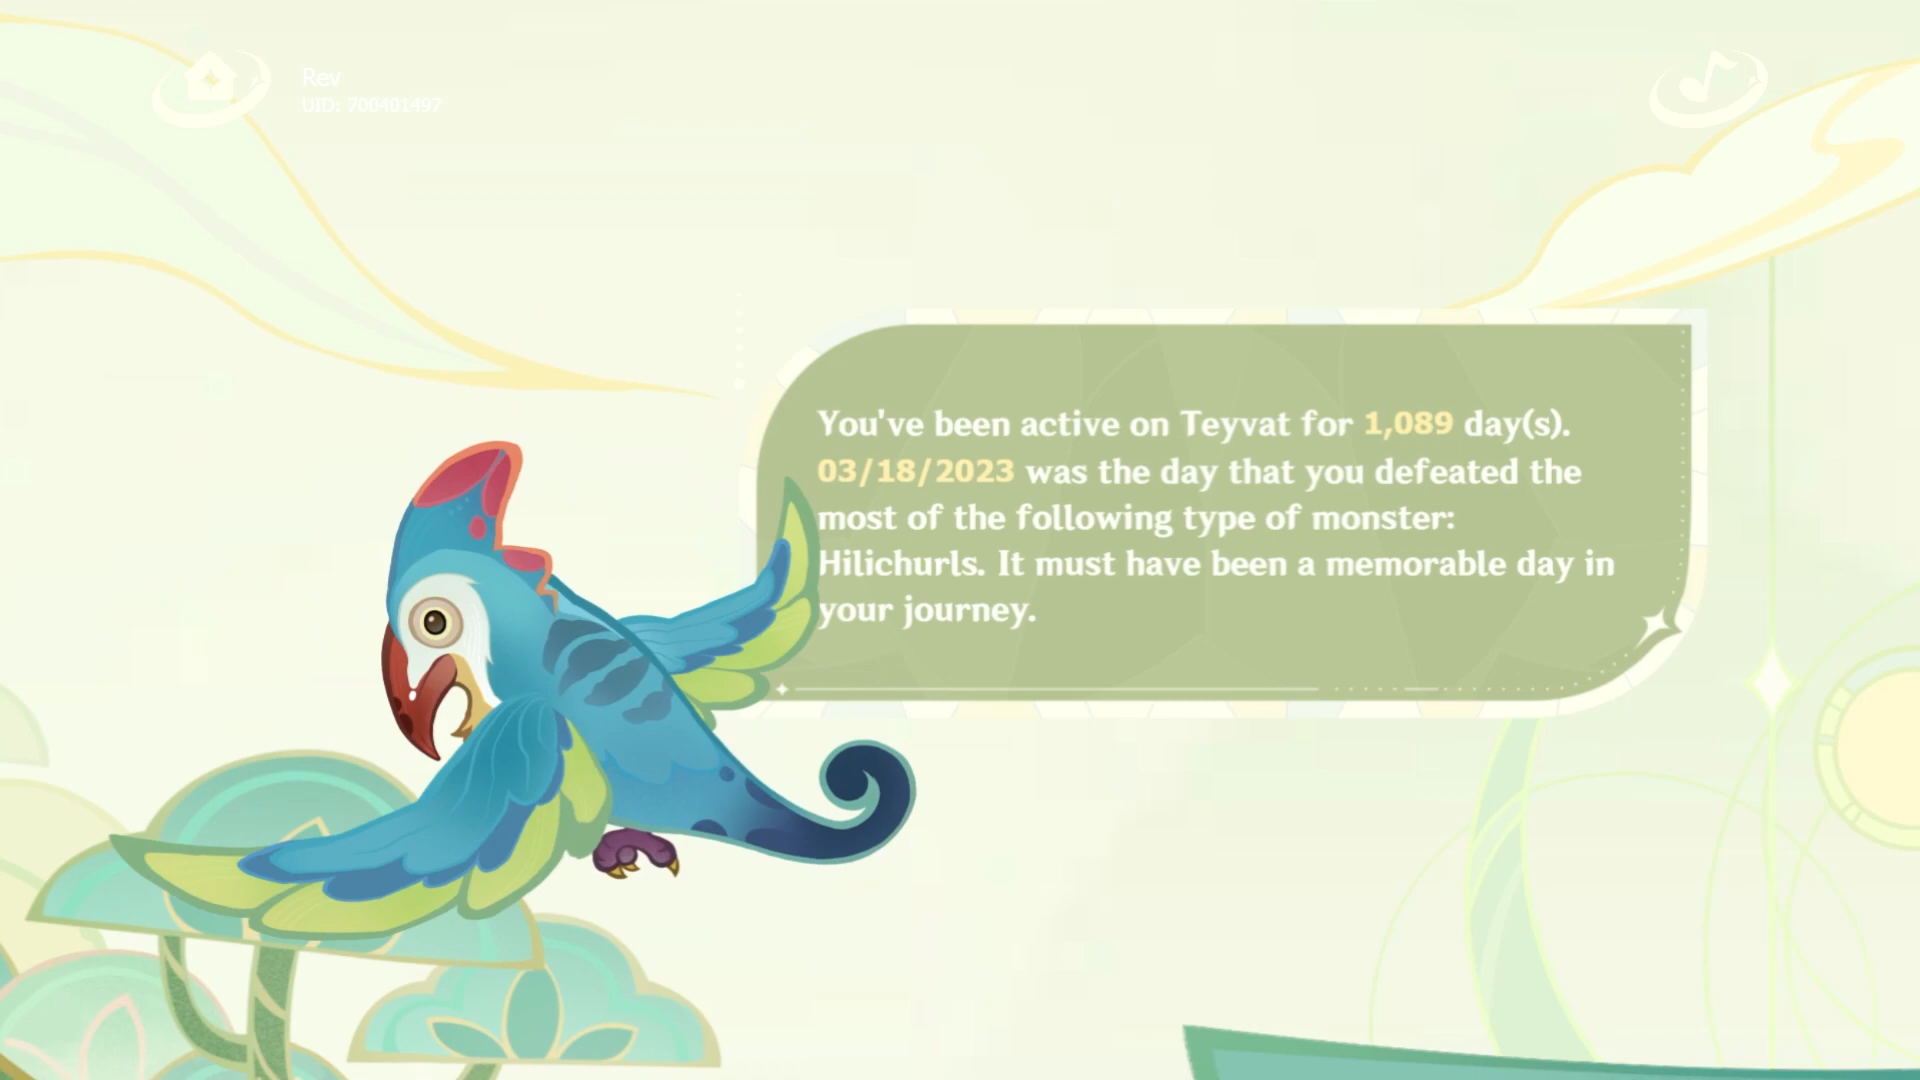 Rev
UID: 700401497
You've been active on Teyvat for 1,089 day(s).
03/18/2023 was the day that you defeated the
most of the following type of monster:
Hilichurls. It must have been a memorable day in
your journey.